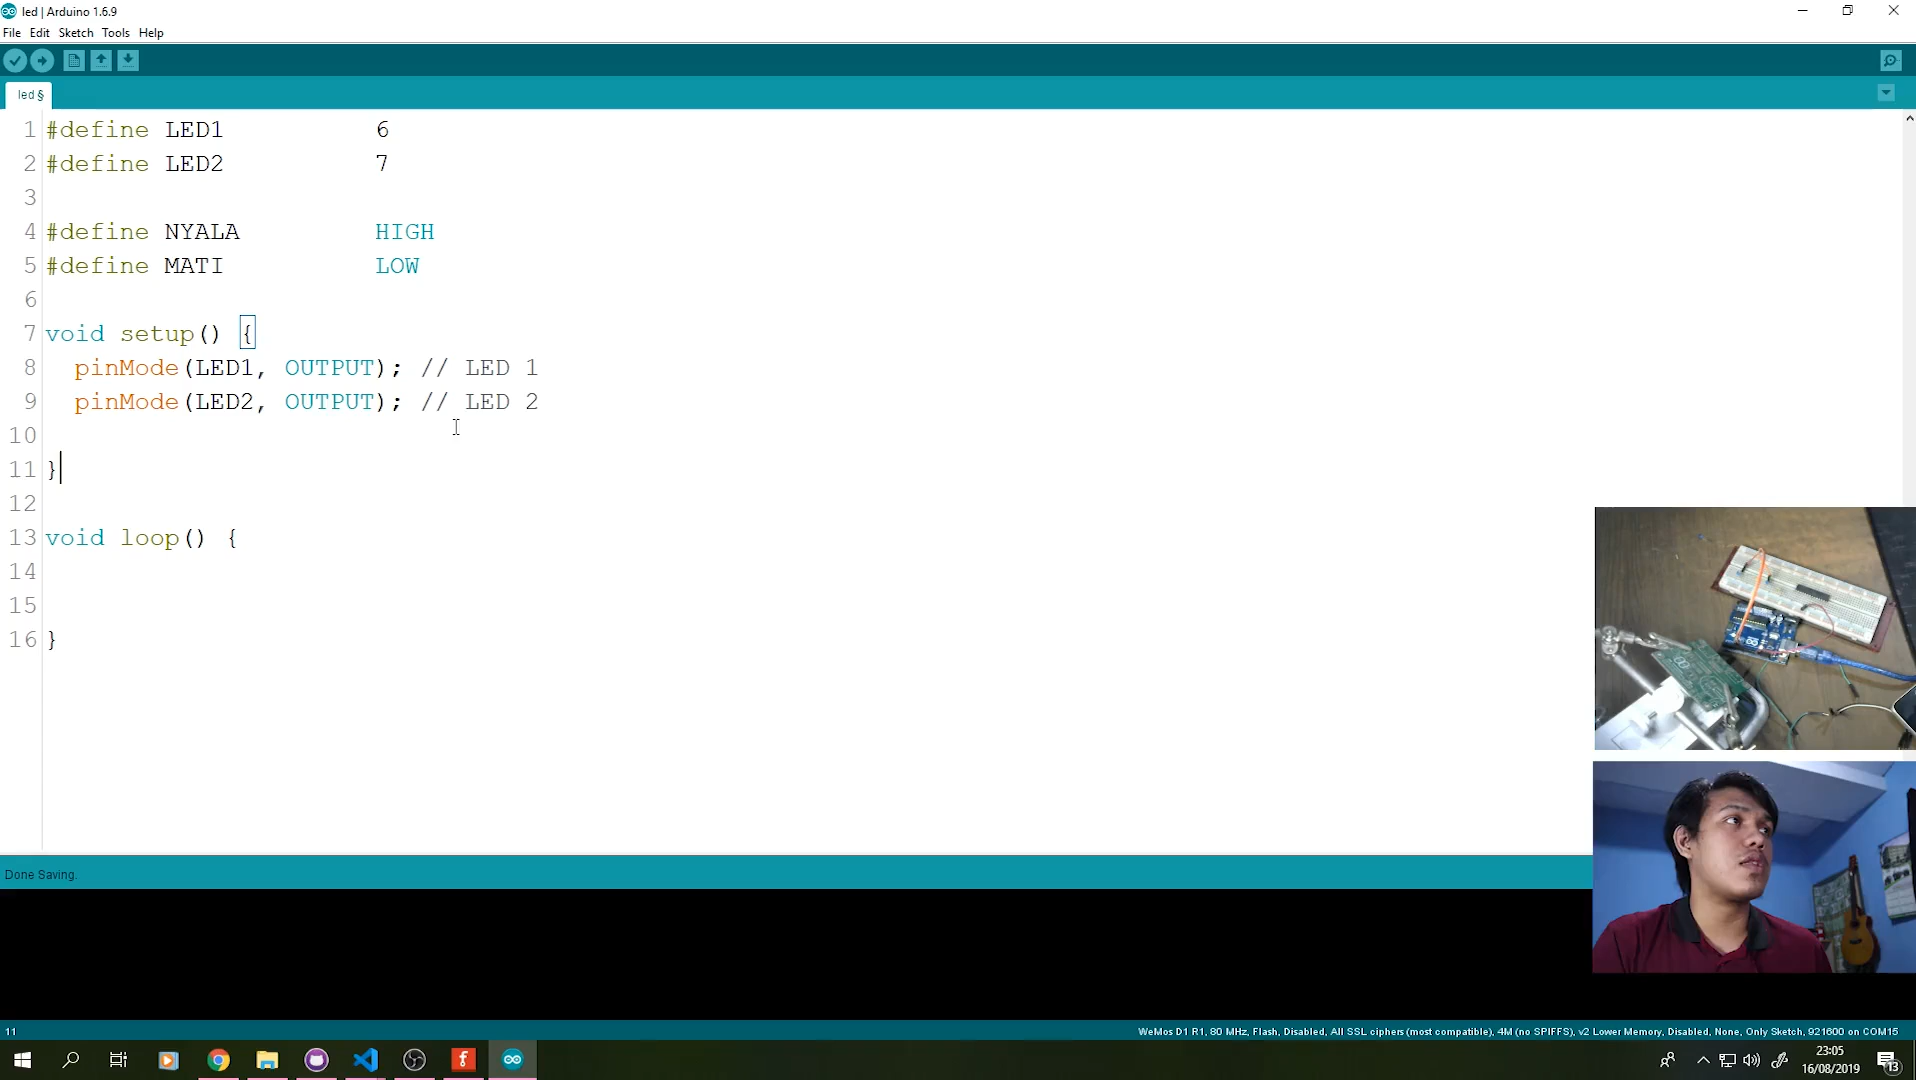 led | Arduino 1.6.9
File Edit Sketch Tools Help
led §
1 #define LED1 6
2 #define LED2 7
3
4 #define NYALA HIGH
5 #define MATI LOW
6
7 void setup() {
8 pinMode(LED1, OUTPUT); // LED 1
9 pinMode(LED2, OUTPUT); // LED 2
10
11 }
12
13 void loop() {
14
15
16 }
Done Saving.
11 WeMos D1 R1, 80 MHz, Flash, Disabled, All SSL ciphers (most compatible), 4M (no SPIFFS), v2 Lower Memory, Disabled, None, Only Sketch, 921600 on COM15
23:05
16/08/2019
13